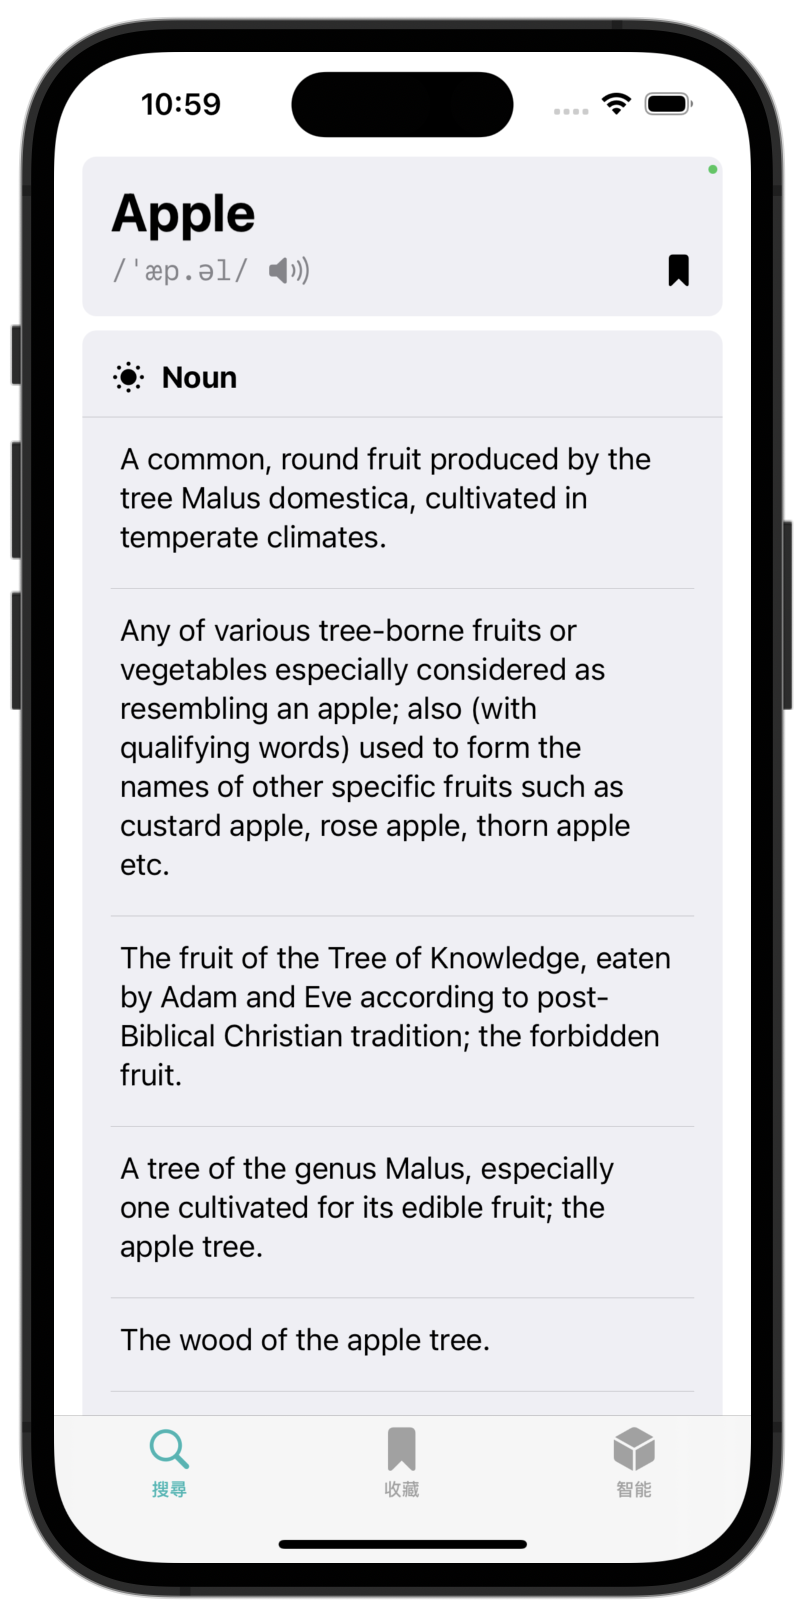 10:59
Apple
/ˈæp.əl/
Noun
A common, round fruit produced by the
tree Malus domestica, cultivated in
temperate climates.
Any of various tree-borne fruits or
vegetables especially considered as
resembling an apple; also (with
qualifying words) used to form the
names of other specific fruits such as
custard apple, rose apple, thorn apple
etc.
The fruit of the Tree of Knowledge, eaten
by Adam and Eve according to post-
Biblical Christian tradition; the forbidden
fruit.
A tree of the genus Malus, especially
one cultivated for its edible fruit; the
apple tree.
The wood of the apple tree.
搜尋
收藏
智能